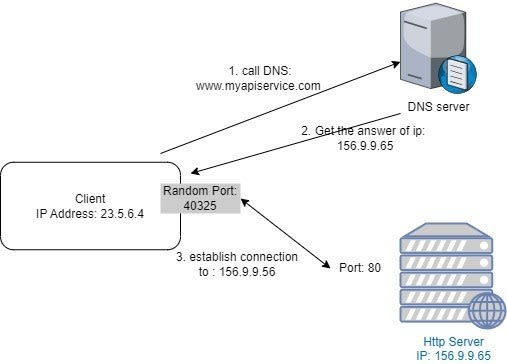 1. call DNS:
www.myapiservice.com
DNS server
2. Get the answer of ip:
156.9.9.65
Client
IP Address: 23.5.6.4
Random Port:
40325
3. establish connection
to : 156.9.9.56
Port: 80
Http Server
IP: 156.9.9.65